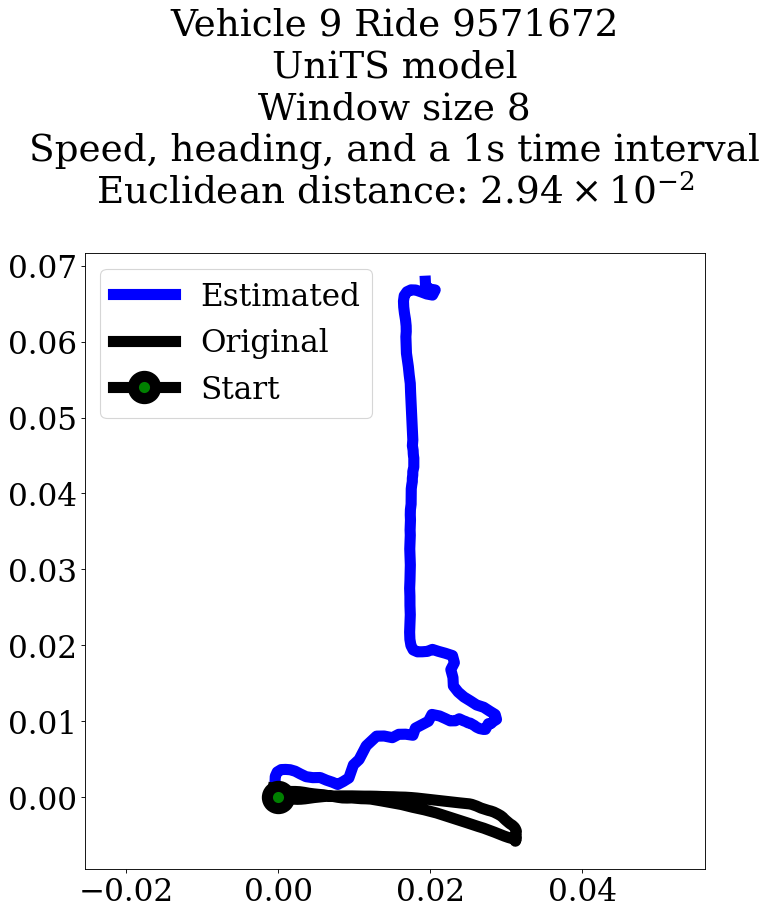 Vehicle 9 Ride 9571672
UniTS model
Window size 8
Speed, heading, and a 1s time interval
Euclidean distance: 2.94 × 10⁻²
0.07
0.06
0.05
0.04
0.03
0.02
0.01
0.00
Estimated
Original
Start
−0.02 0.00 0.02 0.04